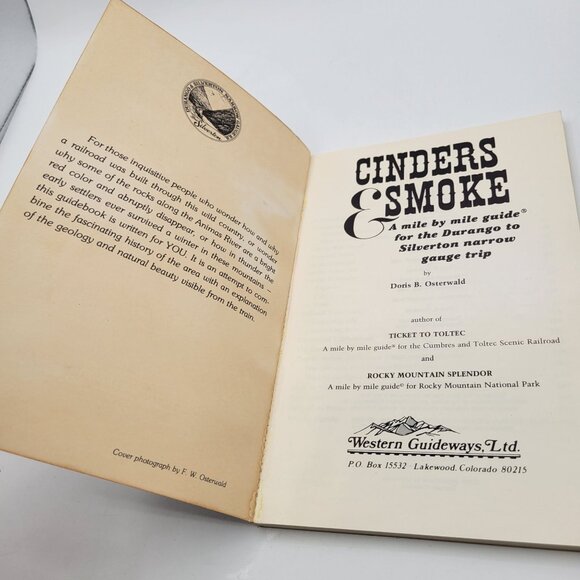 DURANGO & SILVERTON NARROW GAUGE
Silverton
For those inquisitive people who wonder how and why
a railroad was built through this wild country, or wonder
why some of the rocks along the Animas River are a bright
red color and abruptly disappear, or how in thunder the
early settlers ever survived a winter in these mountains –
this guidebook is written for YOU. It is an attempt to com-
bine the fascinating history of the area with an explanation
of the geology and natural beauty visible from the train.
Cover photograph by F. W. Osterwald
CINDERS
& SMOKE
A mile by mile guide®
for the Durango to
Silverton narrow
gauge trip
by
Doris B. Osterwald
author of
TICKET TO TOLTEC
A mile by mile guide® for the Cumbres and Toltec Scenic Railroad
and
ROCKY MOUNTAIN SPLENDOR
A mile by mile guide® for Rocky Mountain National Park
Western Guideways, Ltd.
P.O. Box 15532 · Lakewood, Colorado 80215